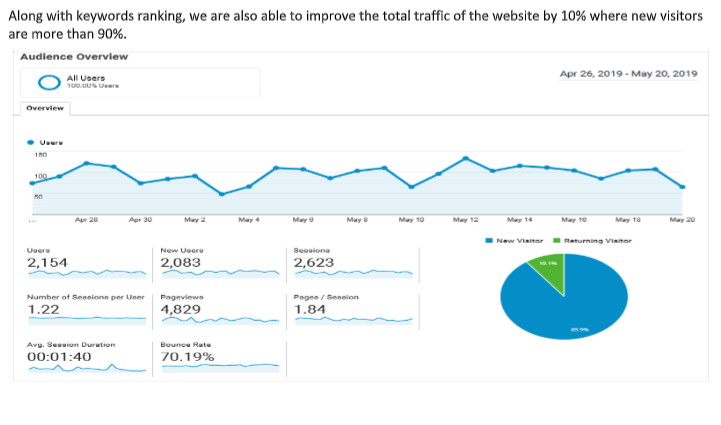 Along with keywords ranking, we are also able to improve the total traffic of the website by 10% where new visitors
are more than 90%.
Audience Overview
All Users
100.00% Users
Apr 26, 2019 - May 20, 2019
Overview
Users
150
100
50
...
Apr 28 Apr 30 May 2 May 4 May 6 May 8 May 10 May 12 May 14 May 16 May 18 May 20
New Visitor Returning Visitor
Users New Users Sessions
2,154 2,083 2,623
Number of Sessions per User Pageviews Pages / Session
1.22 4,829 1.84
Avg. Session Duration Bounce Rate
00:01:40 70.19%